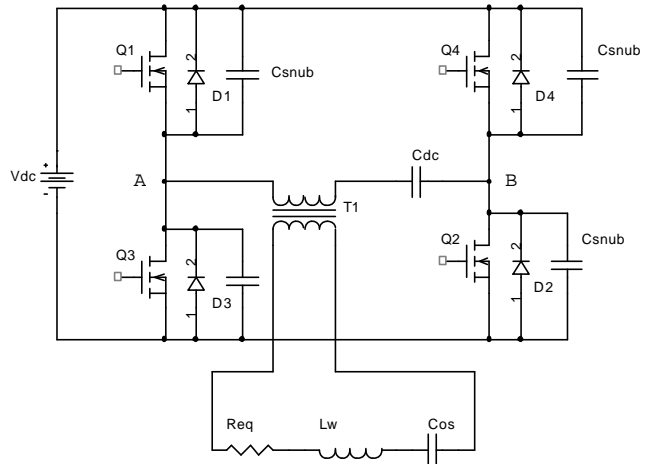 Q1
2
1
D1
Csnub
Q4
2
1
D4
Csnub
Vdc
+
-
A
T1
Cdc
B
Q3
2
1
D3
Q2
2
1
D2
Csnub
Req
Lw
Cos